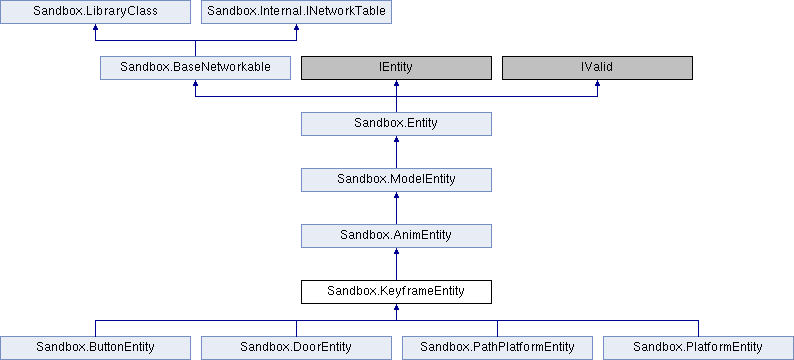 Sandbox.LibraryClass
Sandbox.Internal.INetworkTable
Sandbox.BaseNetworkable
IEntity
IValid
Sandbox.Entity
Sandbox.ModelEntity
Sandbox.AnimEntity
Sandbox.KeyframeEntity
Sandbox.ButtonEntity
Sandbox.DoorEntity
Sandbox.PathPlatformEntity
Sandbox.PlatformEntity